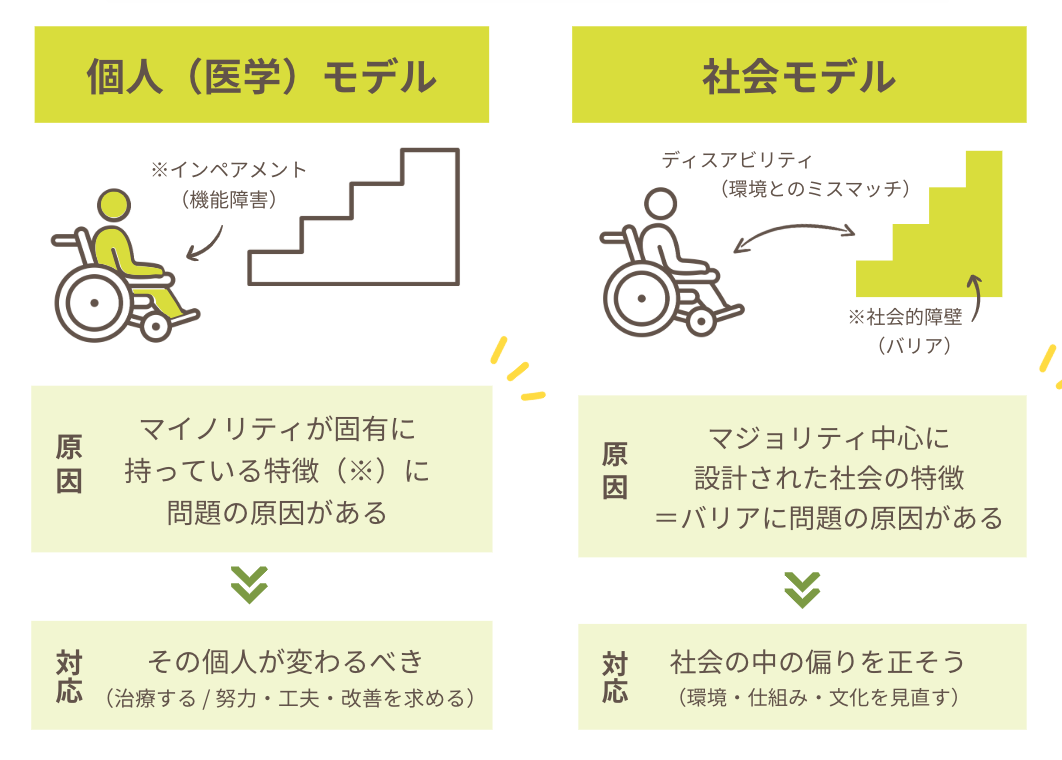 個人（医学）モデル
※インペアメント
（機能障害）
原因
マイノリティが固有に
持っている特徴（※）に
問題の原因がある
対応
その個人が変わるべき
（治療する / 努力・工夫・改善を求める）
社会モデル
ディスアビリティ
（環境とのミスマッチ）
※社会的障壁
（バリア）
原因
マジョリティ中心に
設計された社会の特徴
＝バリアに問題の原因がある
対応
社会の中の偏りを正そう
（環境・仕組み・文化を見直す）